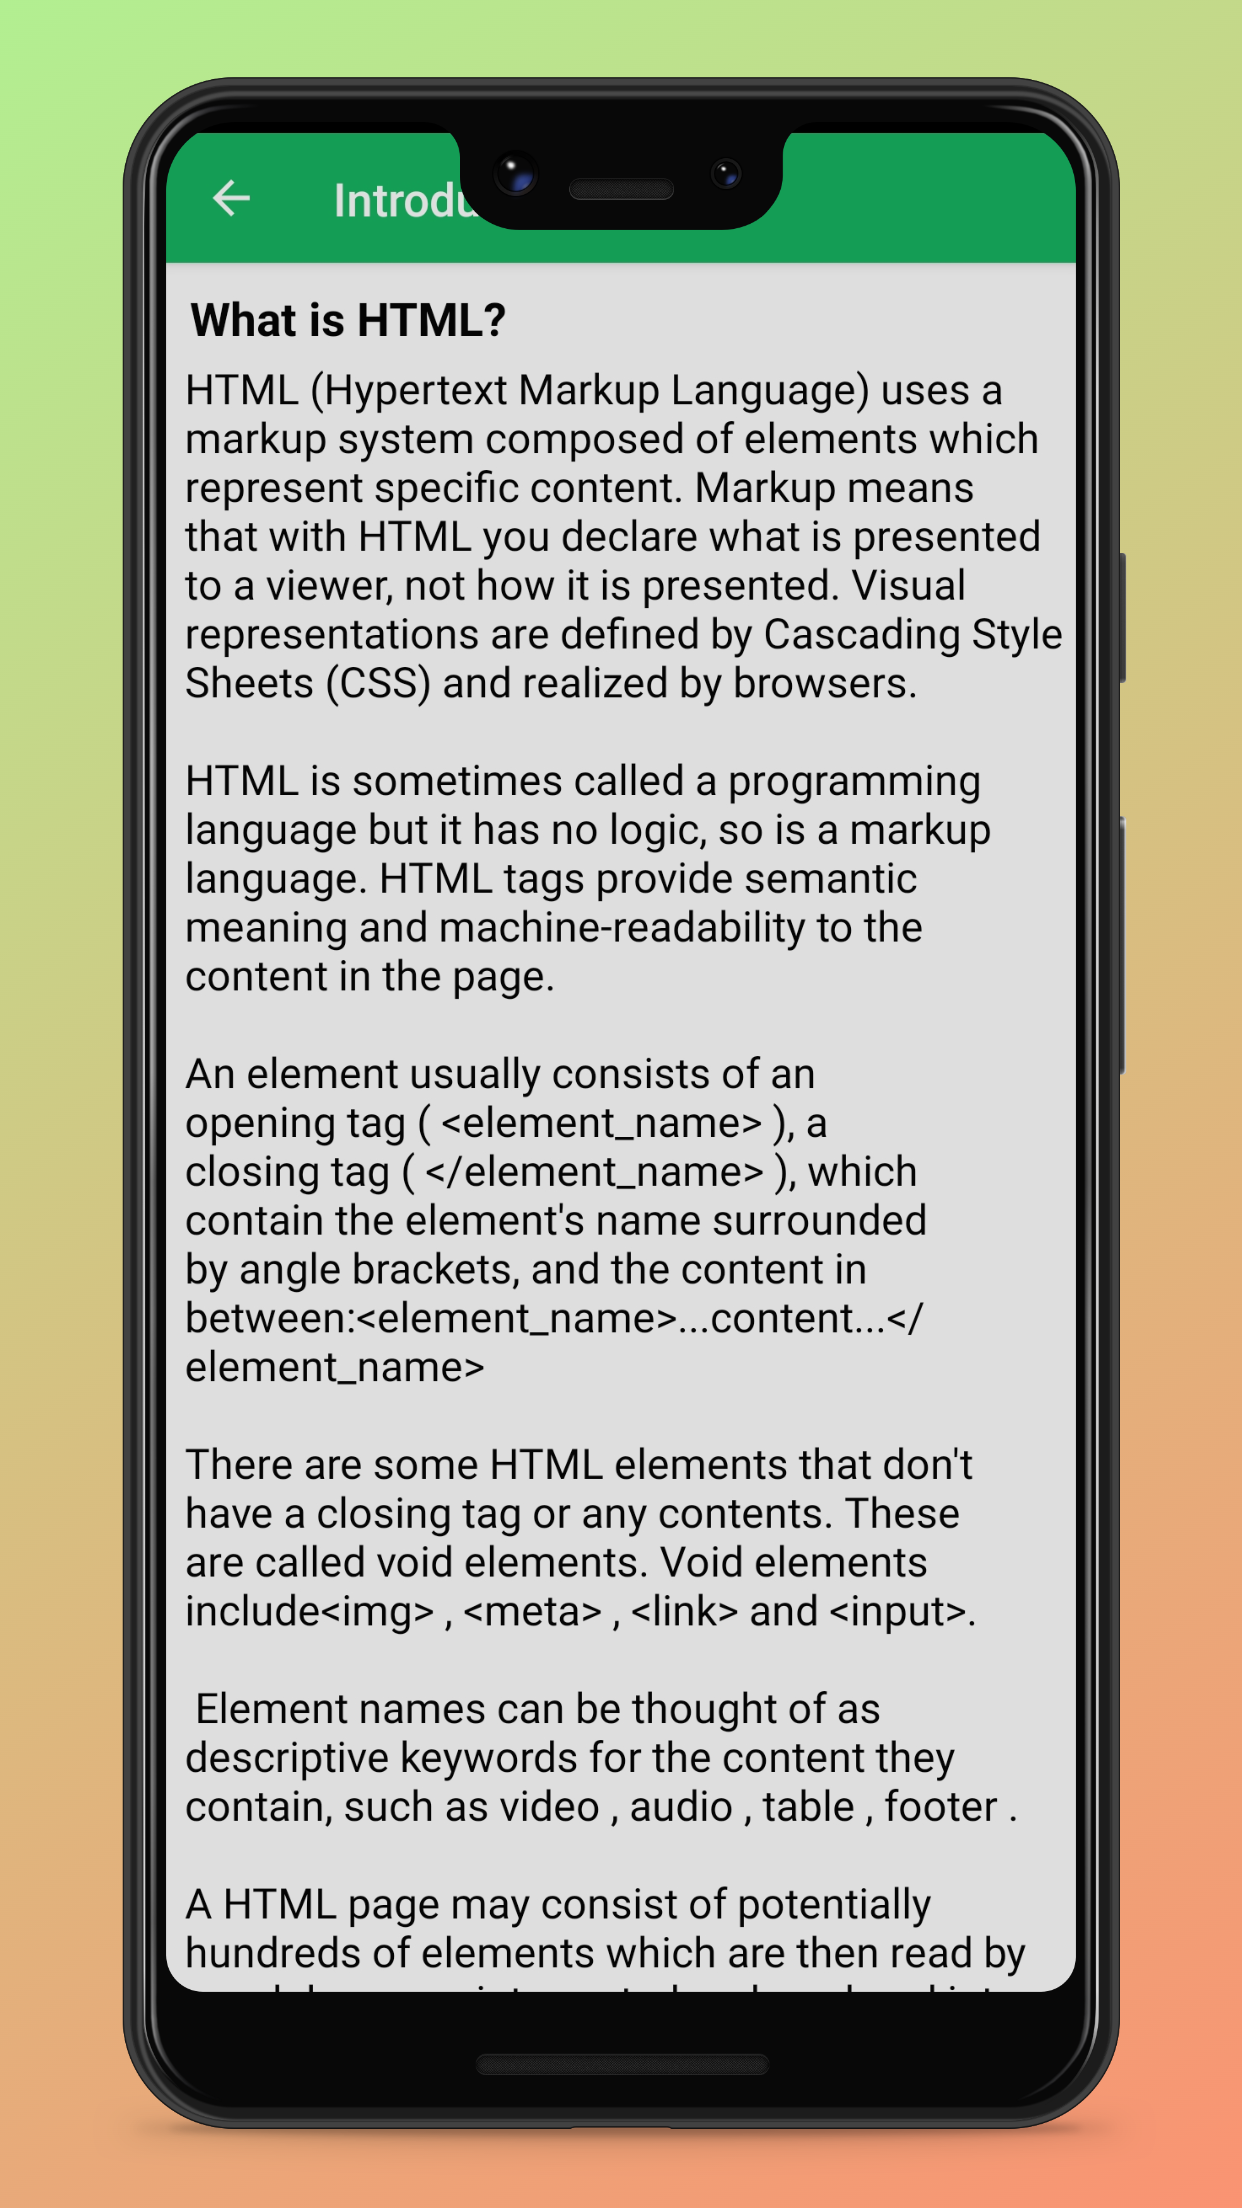 Introdu
What is HTML?
HTML (Hypertext Markup Language) uses a
markup system composed of elements which
represent specific content. Markup means
that with HTML you declare what is presented
to a viewer, not how it is presented. Visual
representations are defined by Cascading Style
Sheets (CSS) and realized by browsers.
HTML is sometimes called a programming
language but it has no logic, so is a markup
language. HTML tags provide semantic
meaning and machine-readability to the
content in the page.
An element usually consists of an
opening tag ( <element_name> ), a
closing tag ( </element_name> ), which
contain the element's name surrounded
by angle brackets, and the content in
between:<element_name>...content...</
element_name>
There are some HTML elements that don't
have a closing tag or any contents. These
are called void elements. Void elements
include<img> , <meta> , <link> and <input>.
Element names can be thought of as
descriptive keywords for the content they
contain, such as video , audio , table , footer .
A HTML page may consist of potentially
hundreds of elements which are then read by